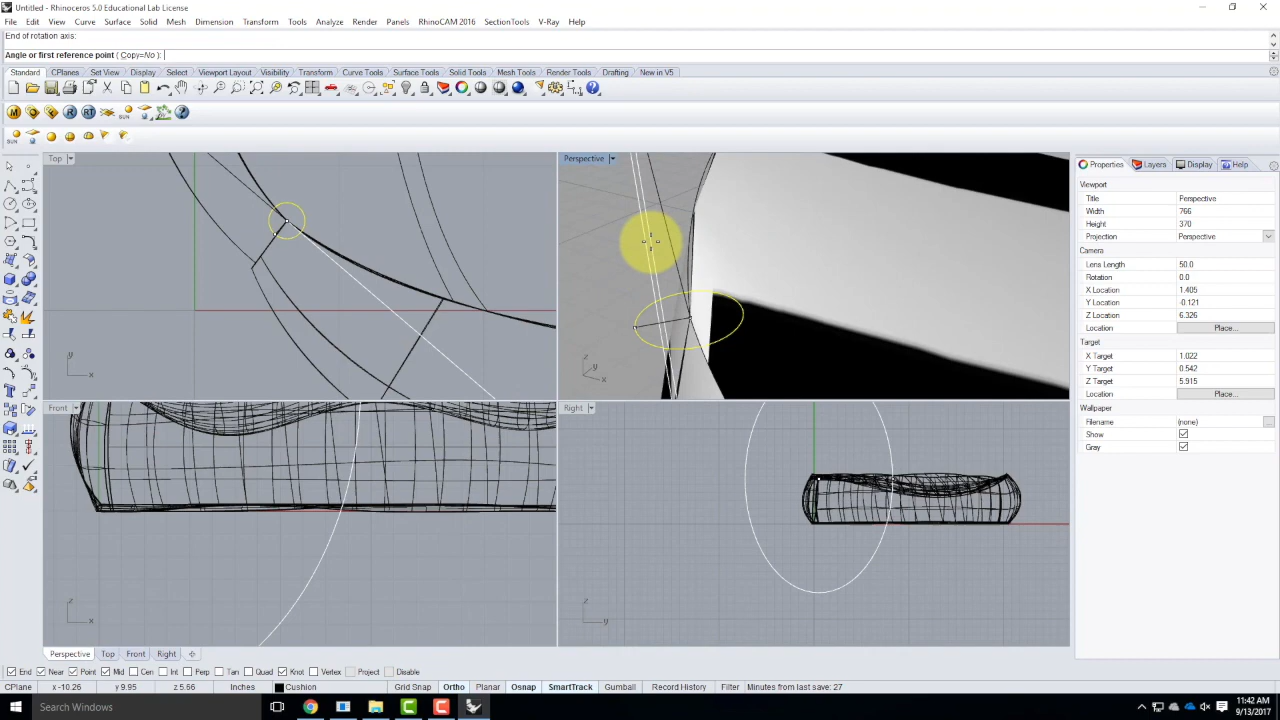 Untitled - Rhinoceros 5.0 Educational Lab License
File Edit View Curve Surface Solid Mesh Dimension Transform Tools Analyze Render Panels RhinoCAM 2016 SectionTools V-Ray Help
End of rotation axis:
Angle or first reference point ( Copy=No ):
Standard CPlanes Set View Display Select Viewport Layout Visibility Transform Curve Tools Surface Tools Solid Tools Mesh Tools Render Tools Drafting New in V5
Top
Perspective
Properties Layers Display Help
Viewport
Title Perspective
Width 766
Height 370
Projection Perspective
Camera
Lens Length 50.0
Rotation 0.0
X Location 1.405
Y Location -0.121
Z Location 6.326
Location Place...
Target
X Target 1.022
Y Target 0.542
Z Target 5.915
Location Place...
Wallpaper
Filename (none)
Show
Gray
y
x
z
y
x
Front
Right
z
x
z
y
Perspective Top Front Right
End Near Point Mid Cen Int Perp Tan Quad Knot Vertex Project Disable
CPlane x -10.26 y 9.95 z 5.66 Inches Cushion Grid Snap Ortho Planar Osnap SmartTrack Gumball Record History Filter Minutes from last save: 27
Search Windows
11:42 AM
9/13/2017